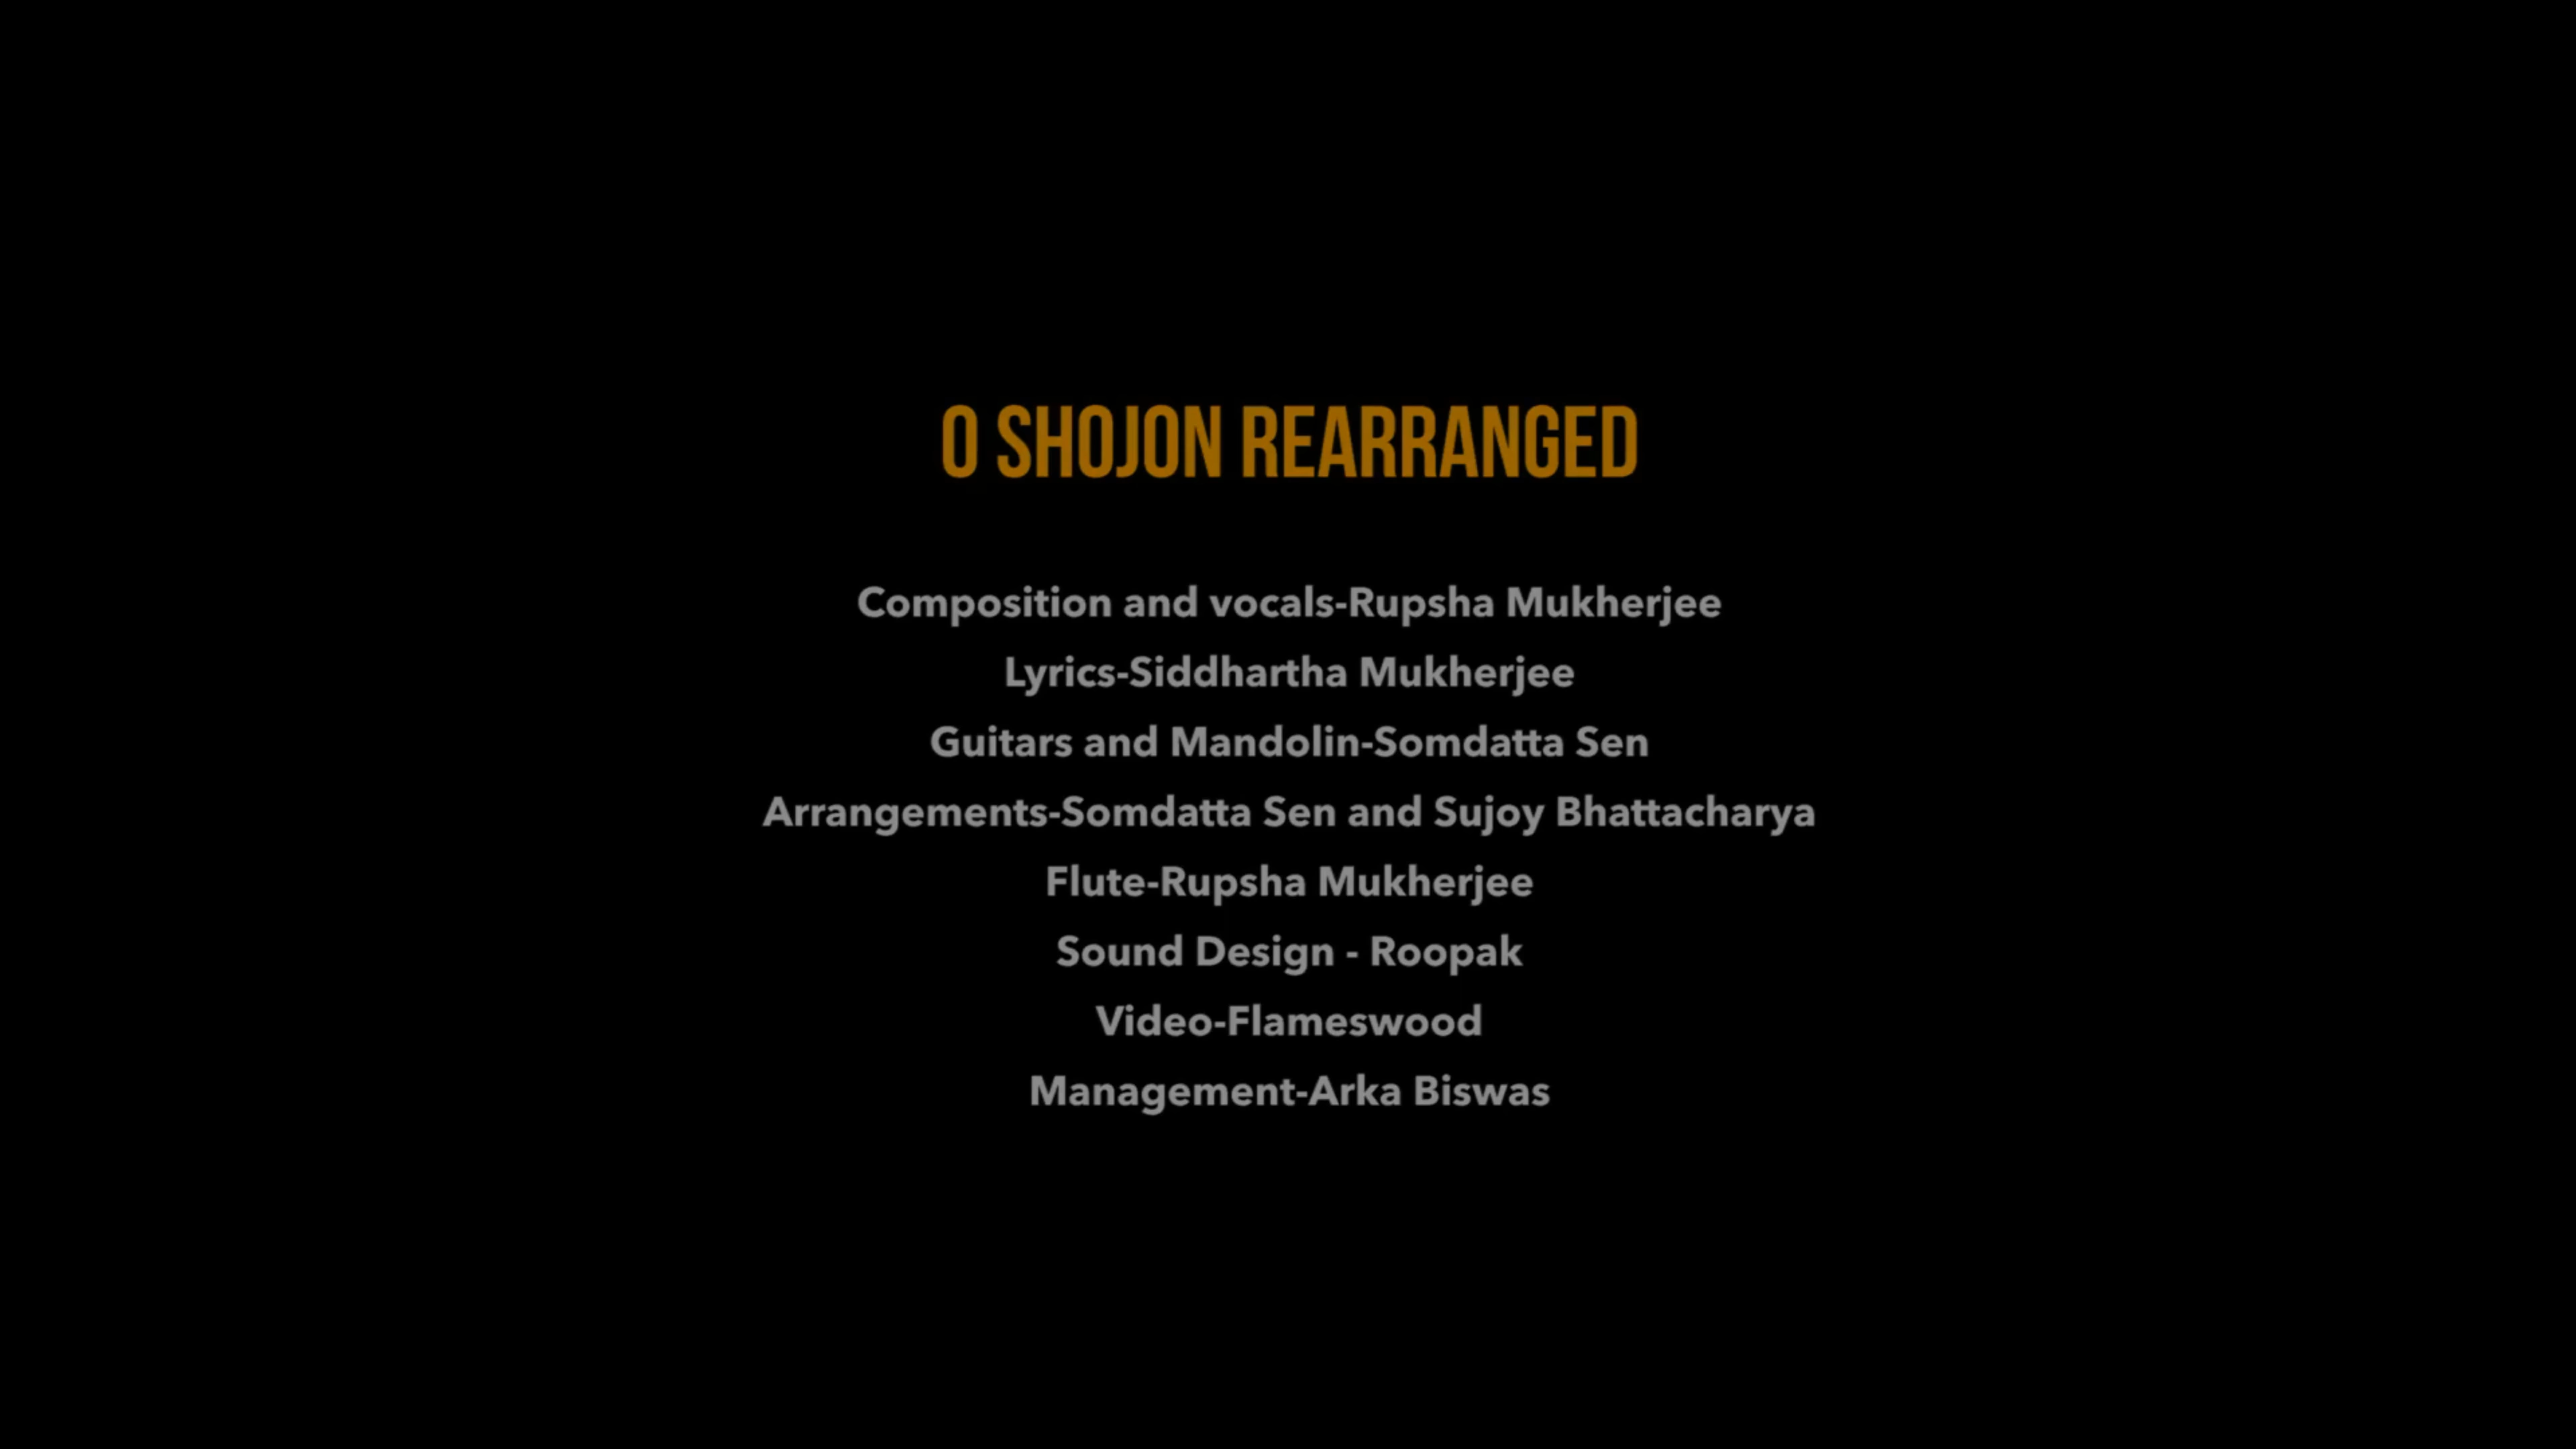 O SHOJON REARRANGED
Composition and vocals-Rupsha Mukherjee
Lyrics-Siddhartha Mukherjee
Guitars and Mandolin-Somdatta Sen
Arrangements-Somdatta Sen and Sujoy Bhattacharya
Flute-Rupsha Mukherjee
Sound Design - Roopak
Video-Flameswood
Management-Arka Biswas